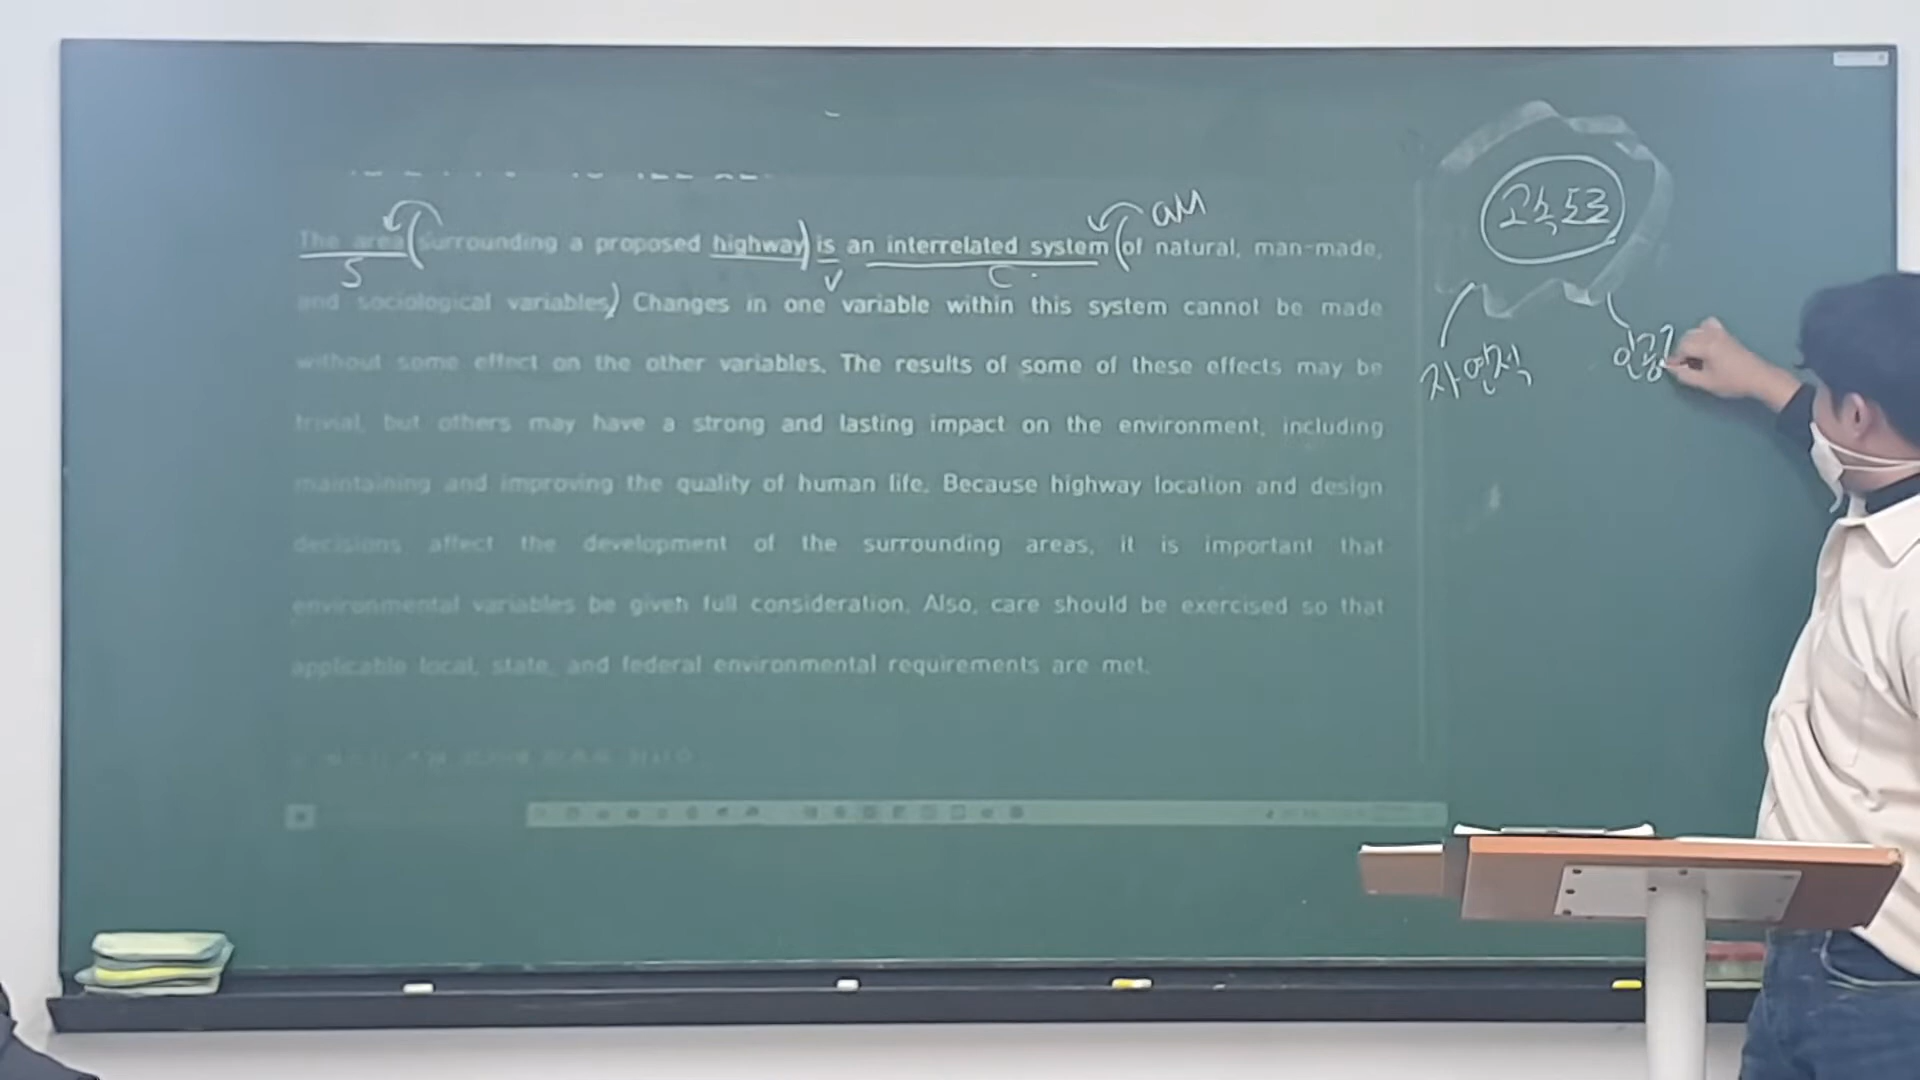 The area surrounding a proposed highway is an interrelated system of natural, man-made,
and sociological variables. Changes in one variable within this system cannot be made
without some effect on the other variables. The results of some of these effects may be
trivial, but others may have a strong and lasting impact on the environment, including
maintaining and improving the quality of human life. Because highway location and design
decisions affect the development of the surrounding areas, it is important that
environmental variables be given full consideration. Also, care should be exercised so that
applicable local, state, and federal environmental requirements are met.
S
V
C
고속도로
자연적
인공